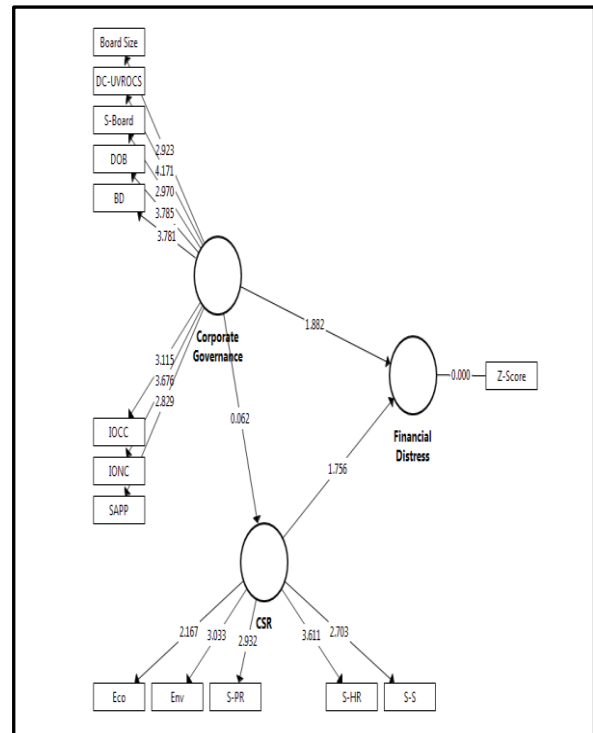 Board Size
DC-UVROCS
S-Board
DOB
BD
2.923
4.171
2.970
3.785
3.781
Corporate
Governance
3.115
3.676
2.829
IOCC
IONC
SAPP
1.882
0.062
1.756
0.000
Z-Score
Financial
Distress
CSR
2.167
3.033
2.932
3.611
2.703
Eco
Env
S-PR
S-HR
S-S